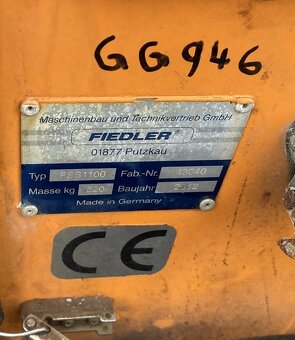 GG946
Maschinenbau und Technikvertrieb GmbH
FIEDLER
01877 Putzkau
Typ FSS1100 Fab.-Nr. 43040
Masse kg 520 Baujahr 2012
Made in Germany
CE